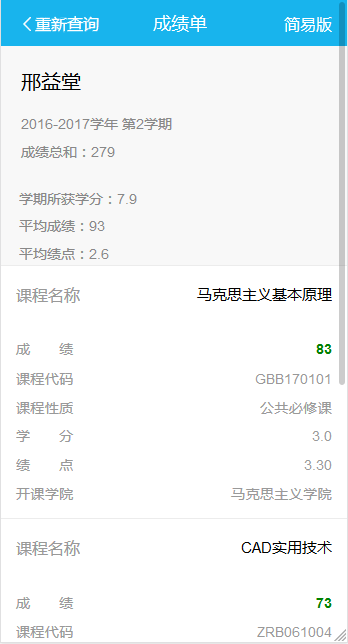 重新查询 成绩单 简易版
邢益堂
2016-2017学年 第2学期
成绩总和：279
学期所获学分：7.9
平均成绩：93
平均绩点：2.6
课程名称 马克思主义基本原理
成 绩 83
课程代码 GBB170101
课程性质 公共必修课
学 分 3.0
绩 点 3.30
开课学院 马克思主义学院
课程名称 CAD实用技术
成 绩 73
课程代码 ZRB061004